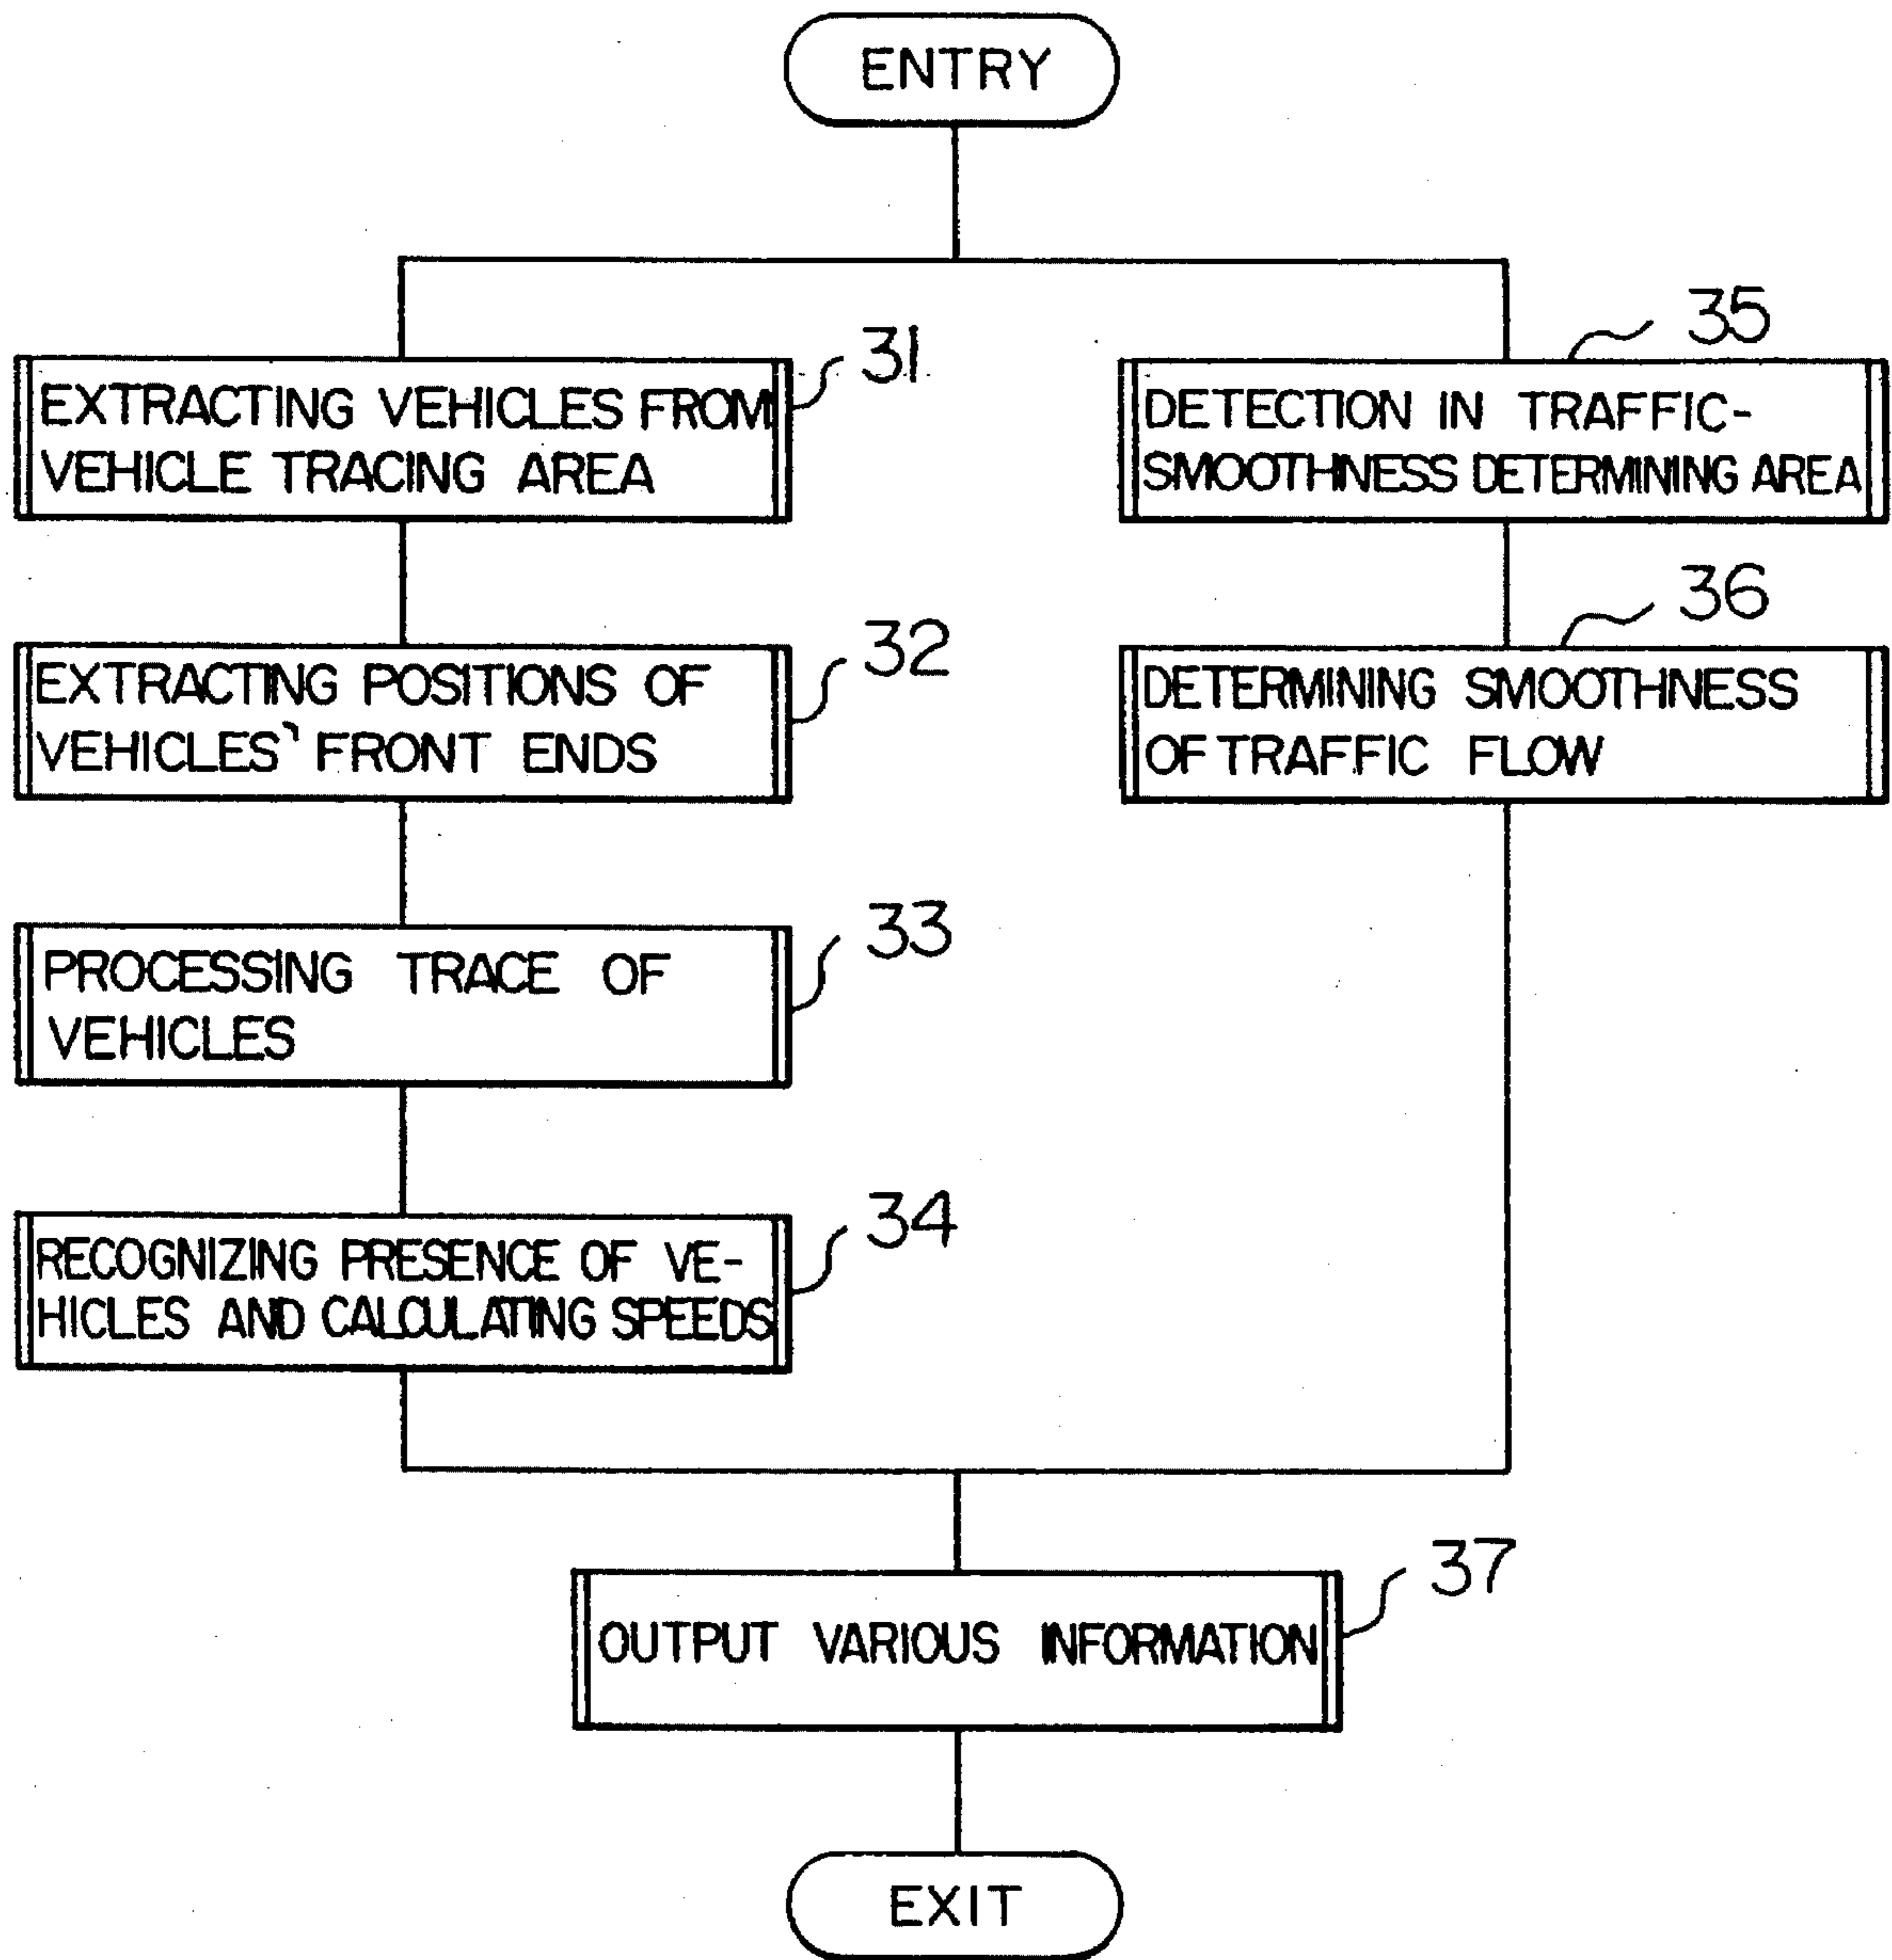 ENTRY
31
EXTRACTING VEHICLES FROM
VEHICLE TRACING AREA
32
EXTRACTING POSITIONS OF
VEHICLES' FRONT ENDS
33
PROCESSING TRACE OF
VEHICLES
34
RECOGNIZING PRESENCE OF VE-
HICLES AND CALCULATING SPEEDS
35
DETECTION IN TRAFFIC-
SMOOTHNESS DETERMINING AREA
36
DETERMINING SMOOTHNESS
OF TRAFFIC FLOW
37
OUTPUT VARIOUS INFORMATION
EXIT